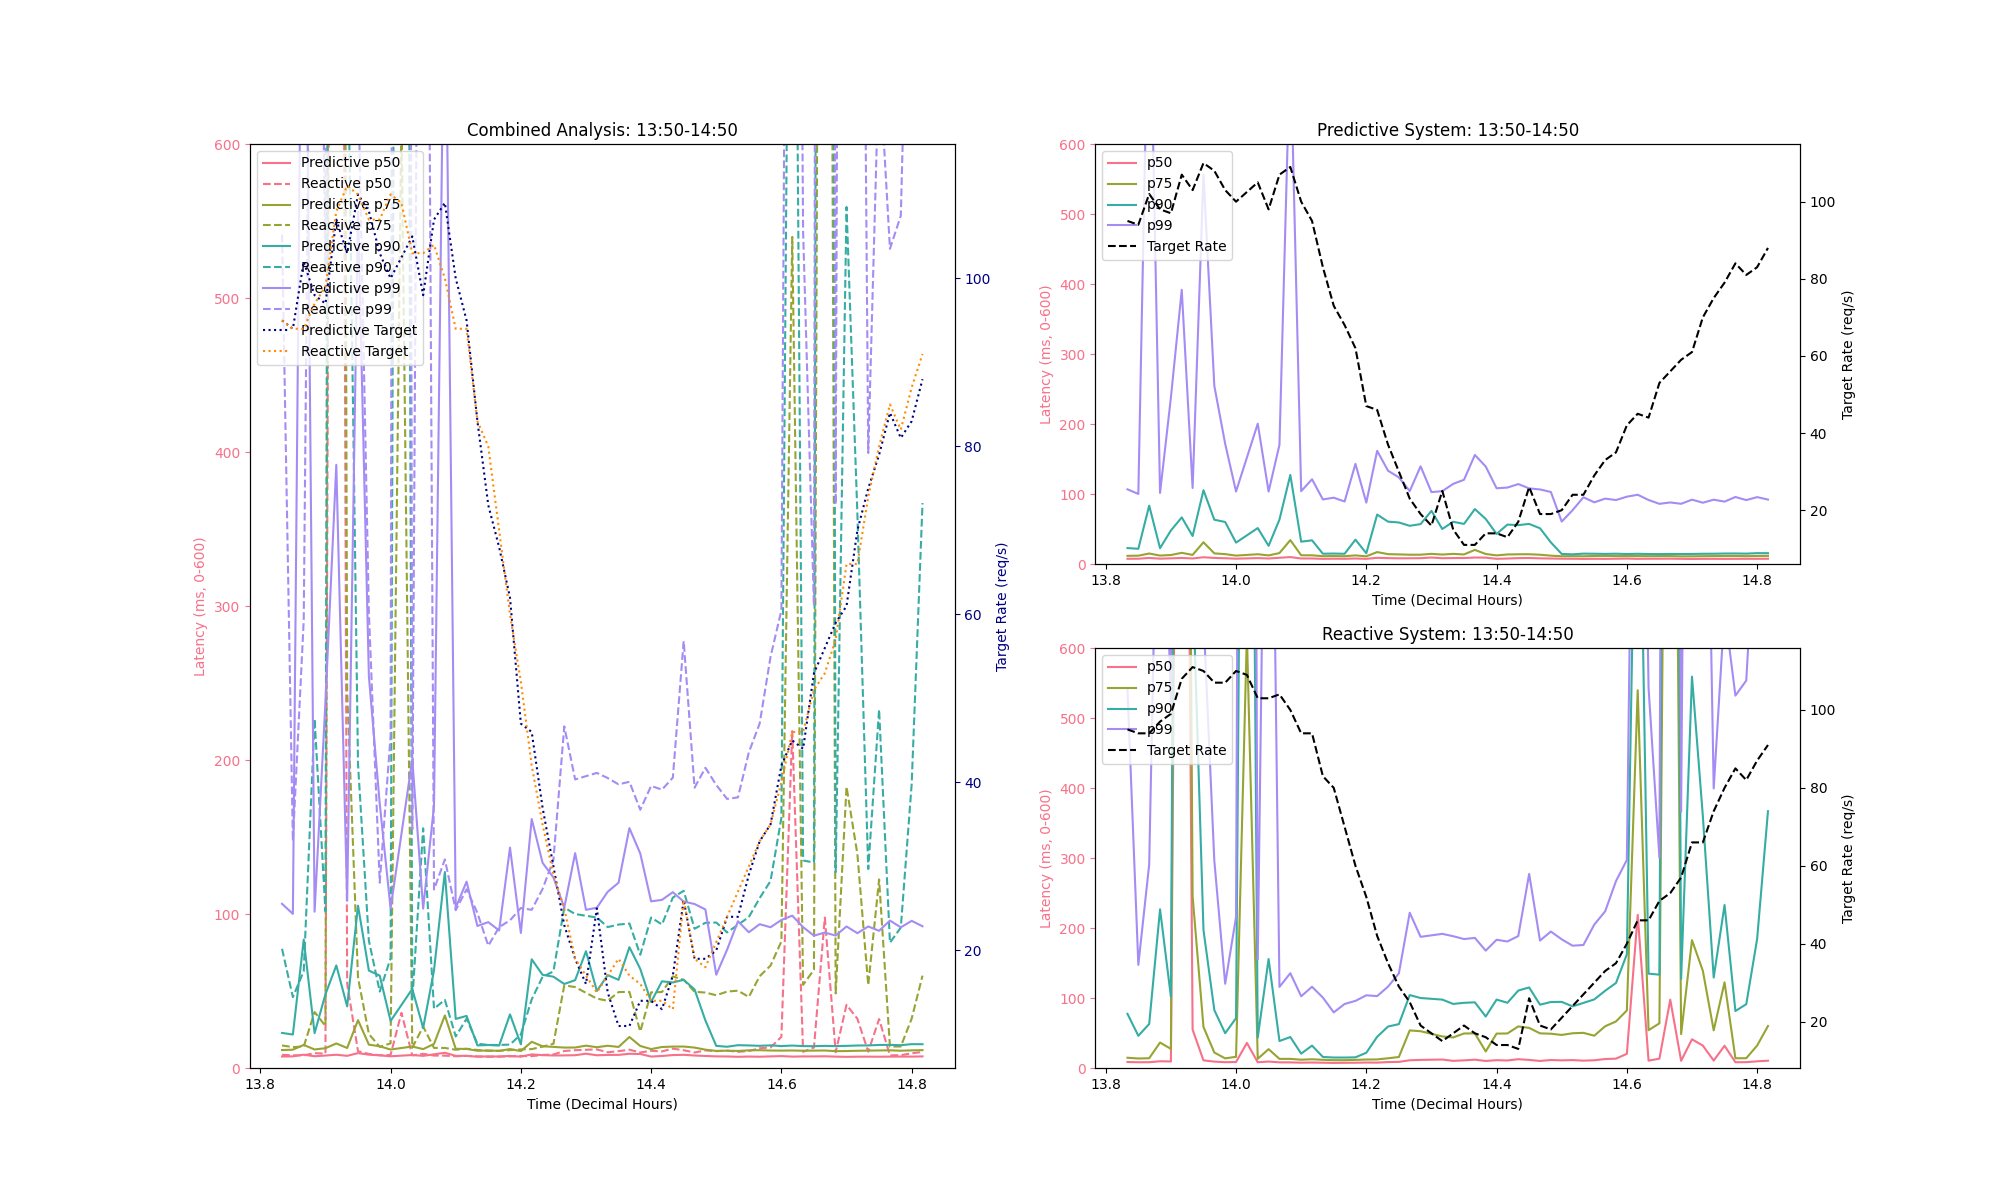 Combined Analysis: 13:50-14:50
Predictive p50
Reactive p50
Predictive p75
Reactive p75
Predictive p90
Reactive p90
Predictive p99
Reactive p99
Predictive Target
Reactive Target
600
500
400
300
200
100
0
Latency (ms, 0-600)
100
80
60
40
20
Target Rate (req/s)
13.8 14.0 14.2 14.4 14.6 14.8
Time (Decimal Hours)
Predictive System: 13:50-14:50
p50
p75
p90
p99
Target Rate
600
500
400
300
200
100
0
Latency (ms, 0-600)
100
80
60
40
20
Target Rate (req/s)
13.8 14.0 14.2 14.4 14.6 14.8
Time (Decimal Hours)
Reactive System: 13:50-14:50
p50
p75
p90
p99
Target Rate
600
500
400
300
200
100
0
Latency (ms, 0-600)
100
80
60
40
20
Target Rate (req/s)
13.8 14.0 14.2 14.4 14.6 14.8
Time (Decimal Hours)